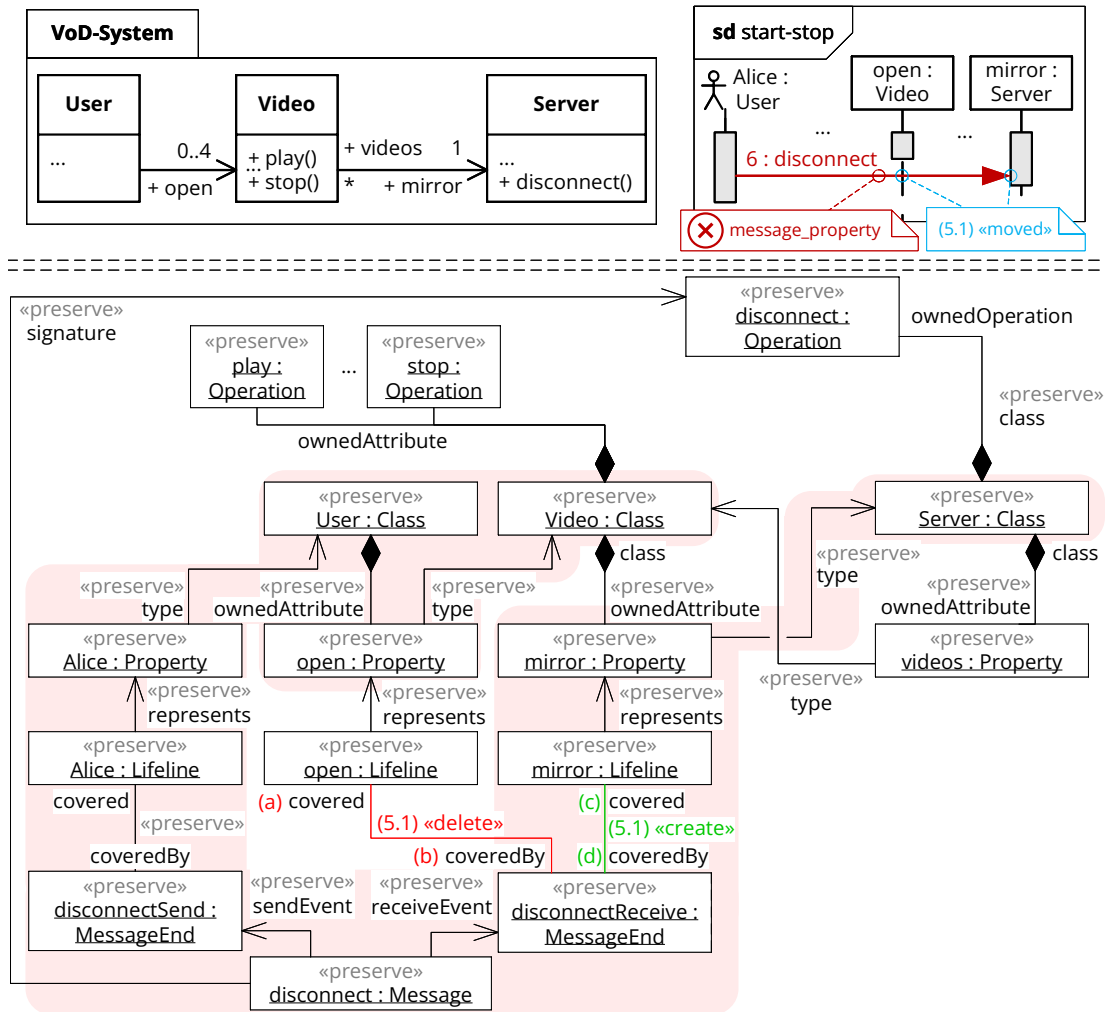 VoD-System
User
...
0..4
+ open
Video
+ play()
...
+ stop()
+ videos
*
1
+ mirror
Server
...
+ disconnect()
sd start-stop
Alice :
User
open :
Video
mirror :
Server
...
...
6 : disconnect
message_property
(5.1) «moved»
«preserve»
signature
«preserve»
play :
Operation
...
«preserve»
stop :
Operation
«preserve»
disconnect :
Operation
ownedOperation
«preserve»
class
ownedAttribute
«preserve»
User : Class
«preserve»
Video : Class
«preserve»
Server : Class
«preserve»
type
«preserve»
ownedAttribute
«preserve»
type
class
«preserve»
ownedAttribute
«preserve»
type
class
«preserve»
ownedAttribute
«preserve»
Alice : Property
«preserve»
open : Property
«preserve»
mirror : Property
«preserve»
videos : Property
«preserve»
type
«preserve»
represents
«preserve»
represents
«preserve»
represents
«preserve»
Alice : Lifeline
«preserve»
open : Lifeline
«preserve»
mirror : Lifeline
covered
«preserve»
coveredBy
(a) covered
(5.1) «delete»
(b) coveredBy
(c) covered
(5.1) «create»
(d) coveredBy
«preserve»
disconnectSend :
MessageEnd
«preserve»
sendEvent
«preserve»
receiveEvent
«preserve»
disconnectReceive :
MessageEnd
«preserve»
disconnect : Message